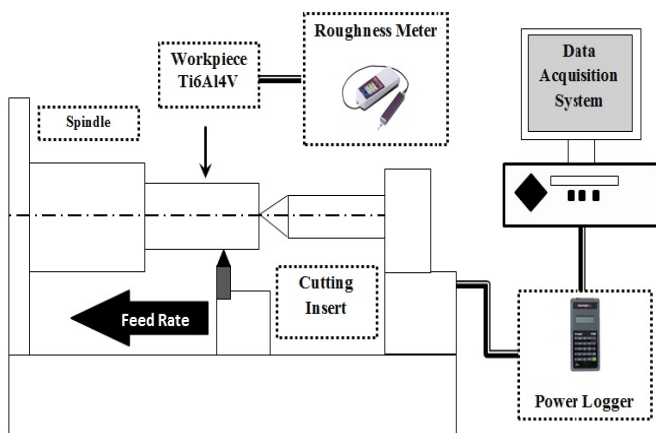 Roughness Meter
Workpiece
Ti6Al4V
Data
Acquisition
System
Spindle
Cutting
Insert
Feed Rate
Power Logger